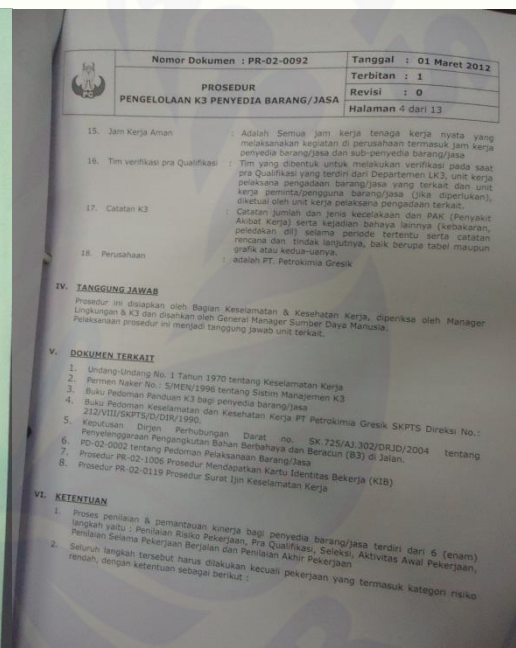 Nomor Dokumen : PR-02-0092
Tanggal : 01 Maret 2012
Terbitan : 1
PROSEDUR
PENGELOLAAN K3 PENYEDIA BARANG/JASA
Revisi : 0
Halaman 4 dari 13
PG
15. Jam Kerja Aman : Adalah Semua jam kerja tenaga kerja nyata yang
melaksanakan kegiatan di perusahaan termasuk jam kerja
penyedia barang/jasa dan sub-penyedia barang/jasa
16. Tim verifikasi pra Qualifikasi : Tim yang dibentuk untuk melakukan verifikasi pada saat
pra Qualifikasi yang terdiri dari Departemen LK3, unit kerja
pelaksana pengadaan barang/jasa yang terkait dan unit
kerja peminta/pengguna barang/jasa (jika diperlukan),
diketuai oleh unit kerja pelaksana pengadaan terkait.
17. Catatan K3 : Catatan jumlah dan jenis kecelakaan dan PAK (Penyakit
Akibat Kerja) serta kejadian bahaya lainnya (kebakaran,
peledakan dll) selama periode tertentu serta catatan
rencana dan tindak lanjutnya, baik berupa tabel maupun
grafik atau kedua-uanya.
18. Perusahaan : adalah PT. Petrokimia Gresik
IV. TANGGUNG JAWAB
Prosedur ini disiapkan oleh Bagian Keselamatan & Kesehatan Kerja, diperiksa oleh Manager
Lingkungan & K3 dan disahkan oleh General Manager Sumber Daya Manusia.
Pelaksanaan prosedur ini menjadi tanggung jawab unit terkait.
V. DOKUMEN TERKAIT
1. Undang-Undang No. 1 Tahun 1970 tentang Keselamatan Kerja
2. Permen Naker No.: 5/MEN/1996 tentang Sistim Manajemen K3
3. Buku Pedoman Panduan K3 bagi penyedia barang/jasa
4. Buku Pedoman Keselamatan dan Kesehatan Kerja PT Petrokimia Gresik SKPTS Direksi No.:
212/VIII/SKPTS/D/DIR/1990.
5. Keputusan Dirjen Perhubungan Darat no. SK.725/AJ.302/DRJD/2004 tentang
Penyelenggaraan Pengangkutan Bahan Berbahaya dan Beracun (B3) di Jalan.
6. PD-02-0002 tentang Pedoman Pelaksanaan Barang/Jasa
7. Prosedur PR-02-1006 Prosedur Mendapatkan Kartu Identitas Bekerja (KIB)
8. Prosedur PR-02-0119 Prosedur Surat Ijin Keselamatan Kerja
VI. KETENTUAN
1. Proses penilaian & pemantauan kinerja bagi penyedia barang/jasa terdiri dari 6 (enam)
langkah yaitu : Penilaian Risiko Pekerjaan, Pra Qualifikasi, Seleksi, Aktivitas Awal Pekerjaan,
Penilaian Selama Pekerjaan Berjalan dan Penilaian Akhir Pekerjaan
2. Seluruh langkah tersebut harus dilakukan kecuali pekerjaan yang termasuk kategori risiko
rendah, dengan ketentuan sebagai berikut :